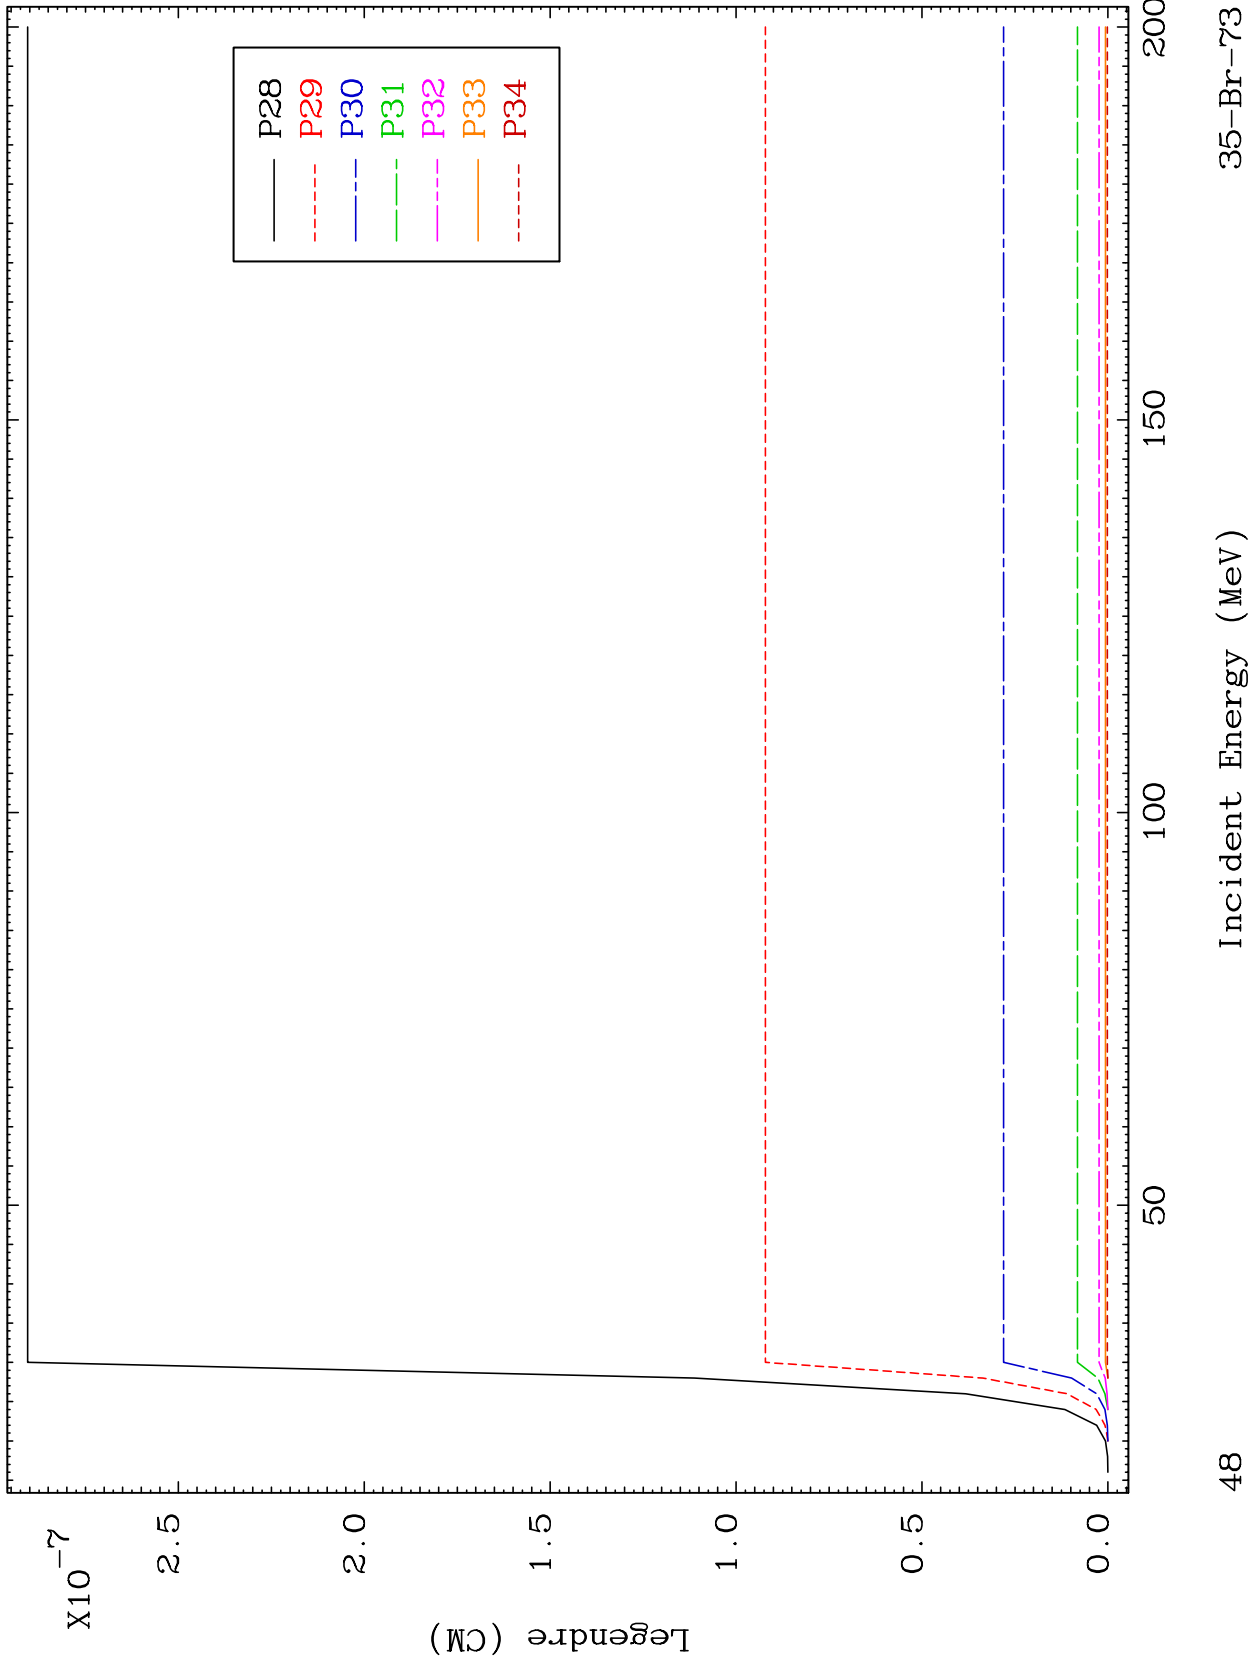 X10-7
2.5
2.0
1.5
1.0
0.5
0.0
Legendre (CM)
P28
P29
P30
P31
P32
P33
P34
50
100
150
200
Incident Energy (MeV)
48
35-Br-73